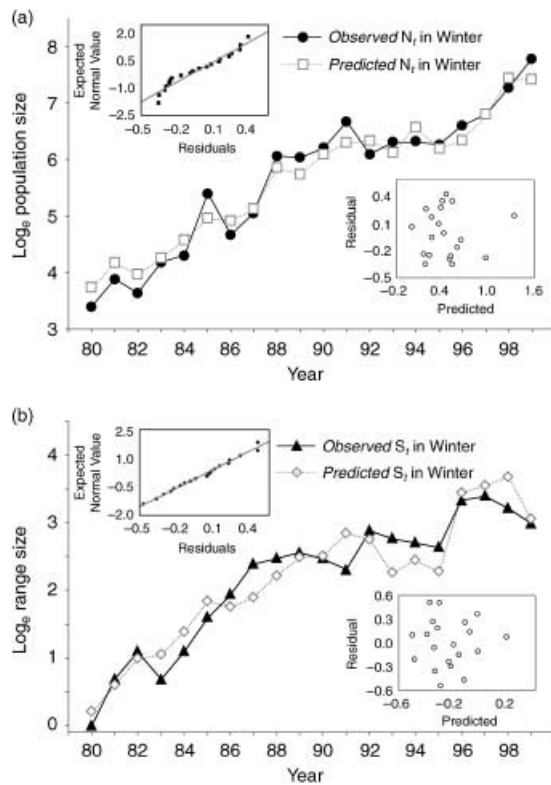 (a)
8
7
6
5
4
3
Logₑ population size
80 82 84 86 88 90 92 94 96 98
Year
Expected
Normal Value
2.0
0.5
−1.0
−2.5
−0.5 −0.2 0.1 0.4
Residuals
Observed Nₜ in Winter
Predicted Nₜ in Winter
Residual
0.4
0.1
−0.2
−0.5
−0.2 0.4 1.0 1.6
Predicted
(b)
4
3
2
1
0
Logₑ range size
80 82 84 86 88 90 92 94 96 98
Year
Expected
Normal Value
2.5
1.0
−0.5
−2.0
−0.5 −0.2 0.1 0.4
Residuals
Observed Sₜ in Winter
Predicted Sₜ in Winter
Residual
0.6
0.3
0.0
−0.3
−0.6
−0.6 −0.2 0.2
Predicted